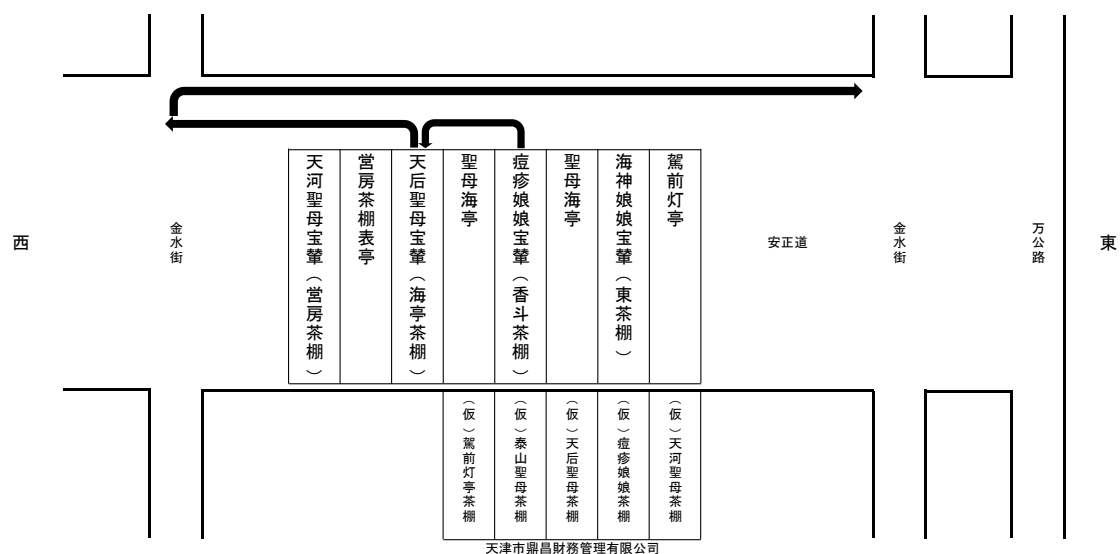 西
金水街
天河聖母宝輦（営房茶棚）
営房茶棚表亭
天后聖母宝輦（海亭茶棚）
聖母海亭
痘疹娘娘宝輦（香斗茶棚）
聖母海亭
海神娘娘宝輦（東茶棚）
駕前灯亭
安正道
金水街
万公路
東
（仮）駕前灯亭茶棚
（仮）泰山聖母茶棚
（仮）天后聖母茶棚
（仮）痘疹娘娘茶棚
（仮）天河聖母茶棚
天津市鼎昌財務管理有限公司